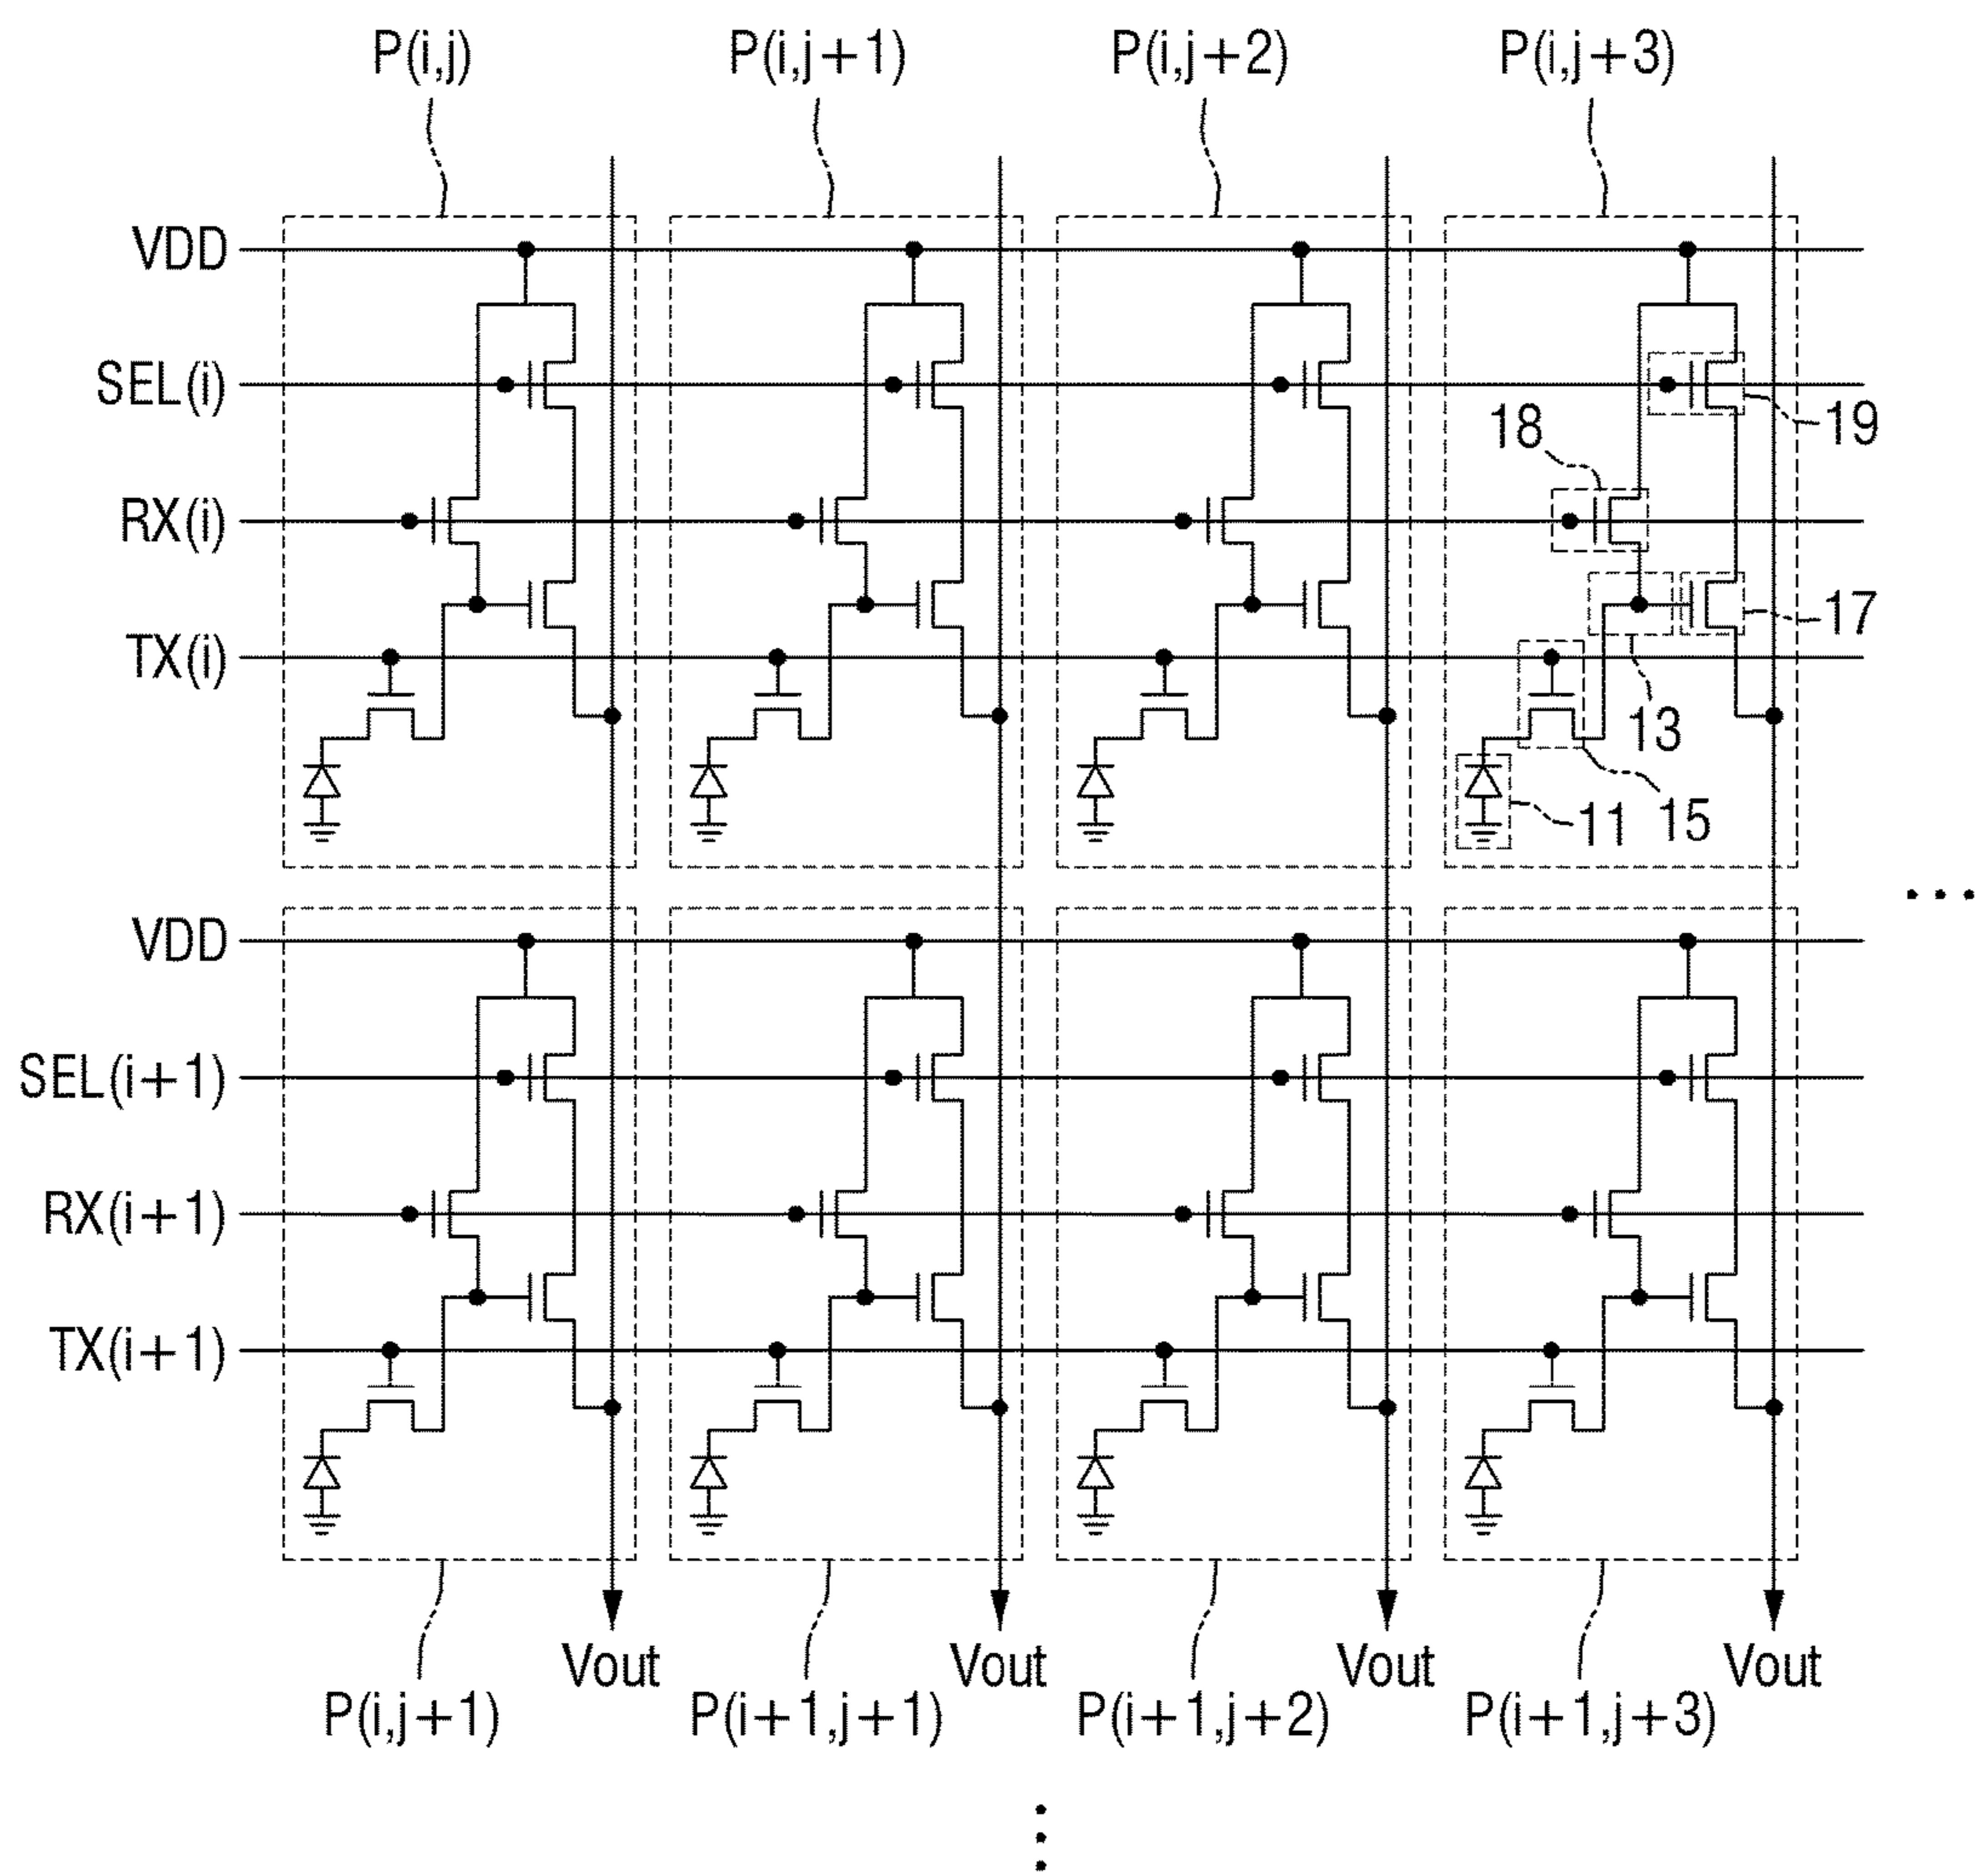 P(i,j) P(i,j+1) P(i,j+2) P(i,j+3)
VDD
SEL(i)
18 19
RX(i)
17
TX(i)
13
11 15
...
VDD
SEL(i+1)
RX(i+1)
TX(i+1)
Vout Vout Vout Vout
P(i,j+1) P(i+1,j+1) P(i+1,j+2) P(i+1,j+3)